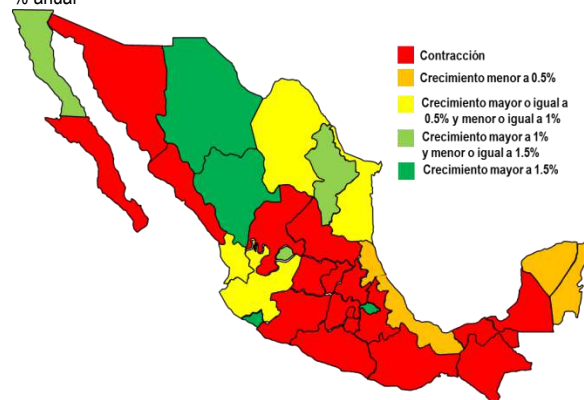 % anual
Contracción
Crecimiento menor a 0.5%
Crecimiento mayor o igual a
0.5% y menor o igual a 1%
Crecimiento mayor a 1%
y menor o igual a 1.5%
Crecimiento mayor a 1.5%